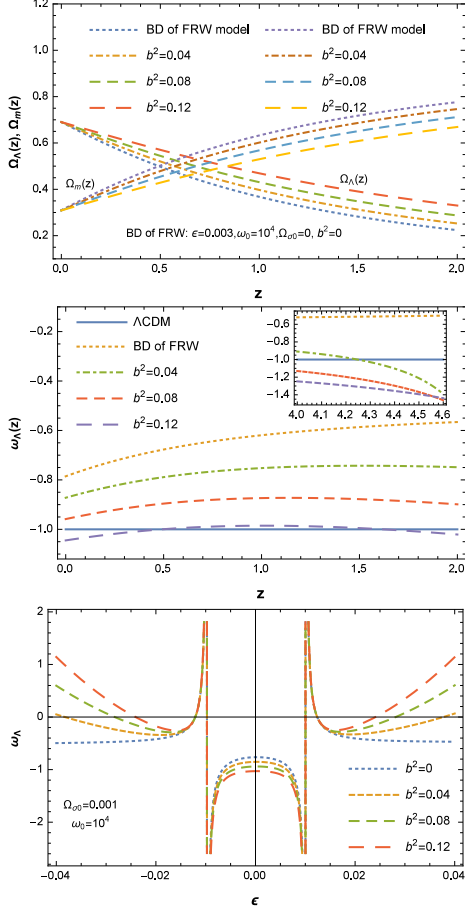 1.2
1.0
0.8
0.6
0.4
0.2
Ω_Λ(z), Ω_m(z)
BD of FRW model
b²=0.04
b²=0.08
b²=0.12
BD of FRW model
b²=0.04
b²=0.08
b²=0.12
Ω_m(z)
Ω_Λ(z)
BD of FRW: ϵ=0.003,ω₀=10⁴,Ω_σ0=0, b²=0
0.0 0.5 1.0 1.5 2.0
z
-0.2
-0.4
-0.6
-0.8
-1.0
ω_Λ(z)
ΛCDM
BD of FRW
b²=0.04
b²=0.08
b²=0.12
-0.6
-0.8
-1.0
-1.2
-1.4
4.0 4.1 4.2 4.3 4.4 4.5 4.6
0.0 0.5 1.0 1.5 2.0
z
2
1
0
-1
-2
ω_Λ
Ω_σ0=0.001
ω₀=10⁴
b²=0
b²=0.04
b²=0.08
b²=0.12
-0.04 -0.02 0.00 0.02 0.04
ϵ